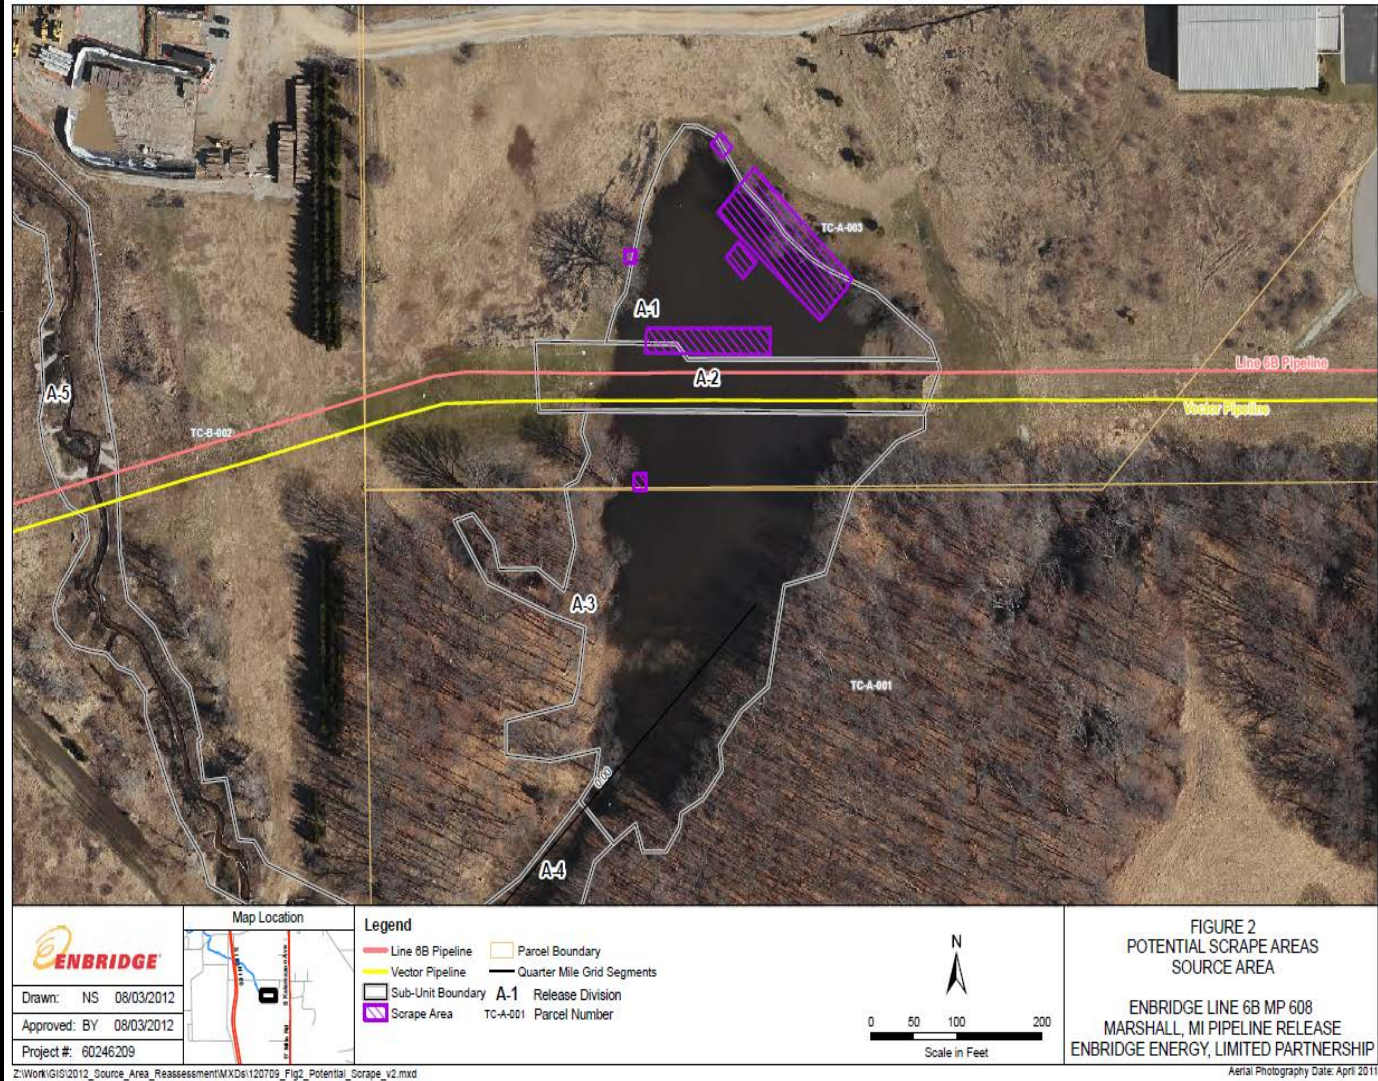 TC-A-003
A-1
A-2
Line 6B Pipeline
A-5
Vector Pipeline
TC-B-002
A-3
TC-A-001
0.00
A-4
ENBRIDGE
Drawn: NS 08/03/2012
Approved: BY 08/03/2012
Project #: 60246209
Map Location
Legend
Line 6B Pipeline
Parcel Boundary
Vector Pipeline
Quarter Mile Grid Segments
Sub-Unit Boundary
A-1 Release Division
Scrape Area
TC-A-001 Parcel Number
N
0 50 100 200
Scale in Feet
FIGURE 2
POTENTIAL SCRAPE AREAS
SOURCE AREA
ENBRIDGE LINE 6B MP 608
MARSHALL, MI PIPELINE RELEASE
ENBRIDGE ENERGY, LIMITED PARTNERSHIP
Z:\Work\GIS\2012_Source_Area_Reassessment\MXDs\120709_Fig2_Potential_Scrape_v2.mxd
Aerial Photography Date: April 2011